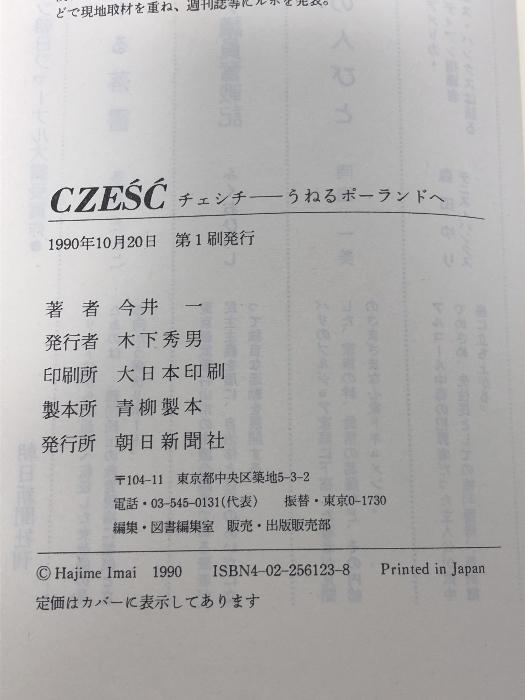 どで現地取材を重ね、週刊誌等にルポを発表。
CZEŚĆ チェシチ――うねるポーランドへ
1990年10月20日 第1刷発行
著 者 今井 一
発行者 木下秀男
印刷所 大日本印刷
製本所 青柳製本
発行所 朝日新聞社
〒104-11 東京都中央区築地5-3-2
電話・03-545-0131(代表) 振替・東京0-1730
編集・図書編集室 販売・出版販売部
© Hajime Imai 1990 ISBN4-02-256123-8 Printed in Japan
定価はカバーに表示してあります